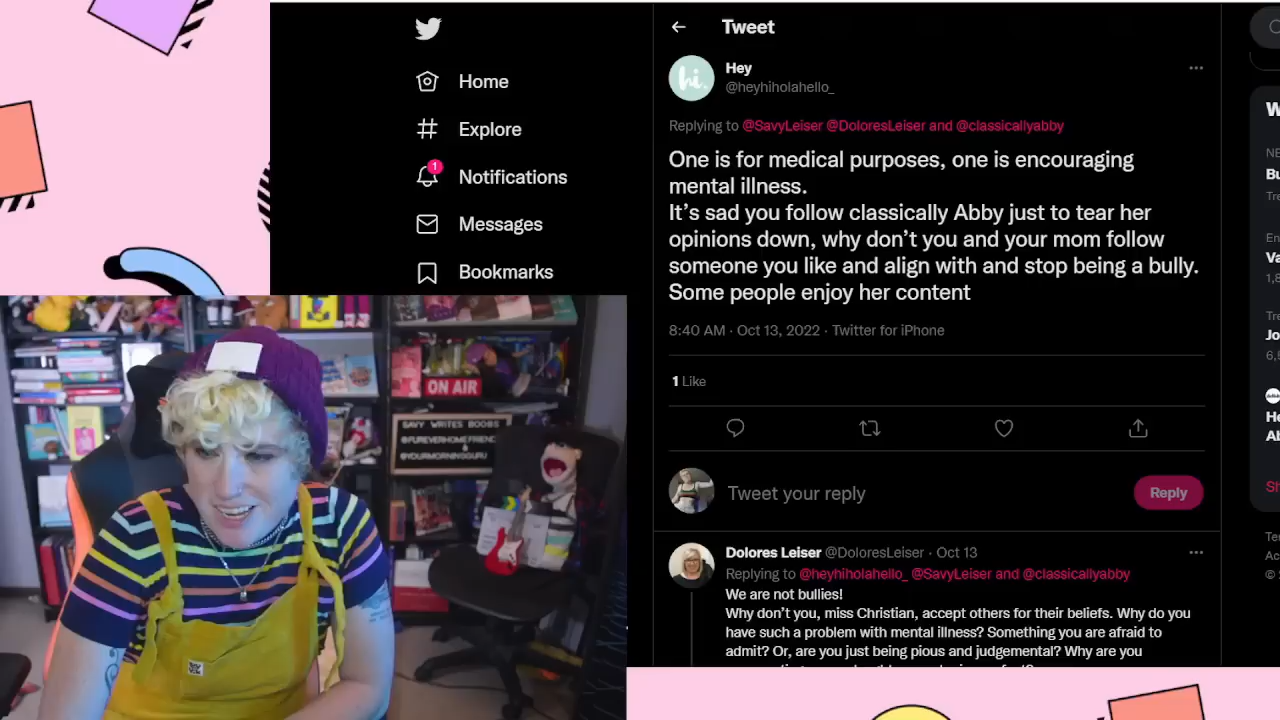 Home
Explore
Notifications
1
Messages
Bookmarks
Tweet
hi.
Hey
@heyhiholahello_
Replying to @SavyLeiser @DoloresLeiser and @classicallyabby
One is for medical purposes, one is encouraging
mental illness.
It's sad you follow classically Abby just to tear her
opinions down, why don't you and your mom follow
someone you like and align with and stop being a bully.
Some people enjoy her content
8:40 AM · Oct 13, 2022 · Twitter for iPhone
1 Like
Tweet your reply
Reply
Dolores Leiser @DoloresLeiser · Oct 13
Replying to @heyhiholahello_ @SavyLeiser and @classicallyabby
We are not bullies!
Why don't you, miss Christian, accept others for their beliefs. Why do you
have such a problem with mental illness? Something you are afraid to
admit? Or, are you just being pious and judgemental? Why are you
ON AIR
SAVY WRITES BOOBS
@FUREVERHOMEFRIEND
@YOURMORNINGGURU